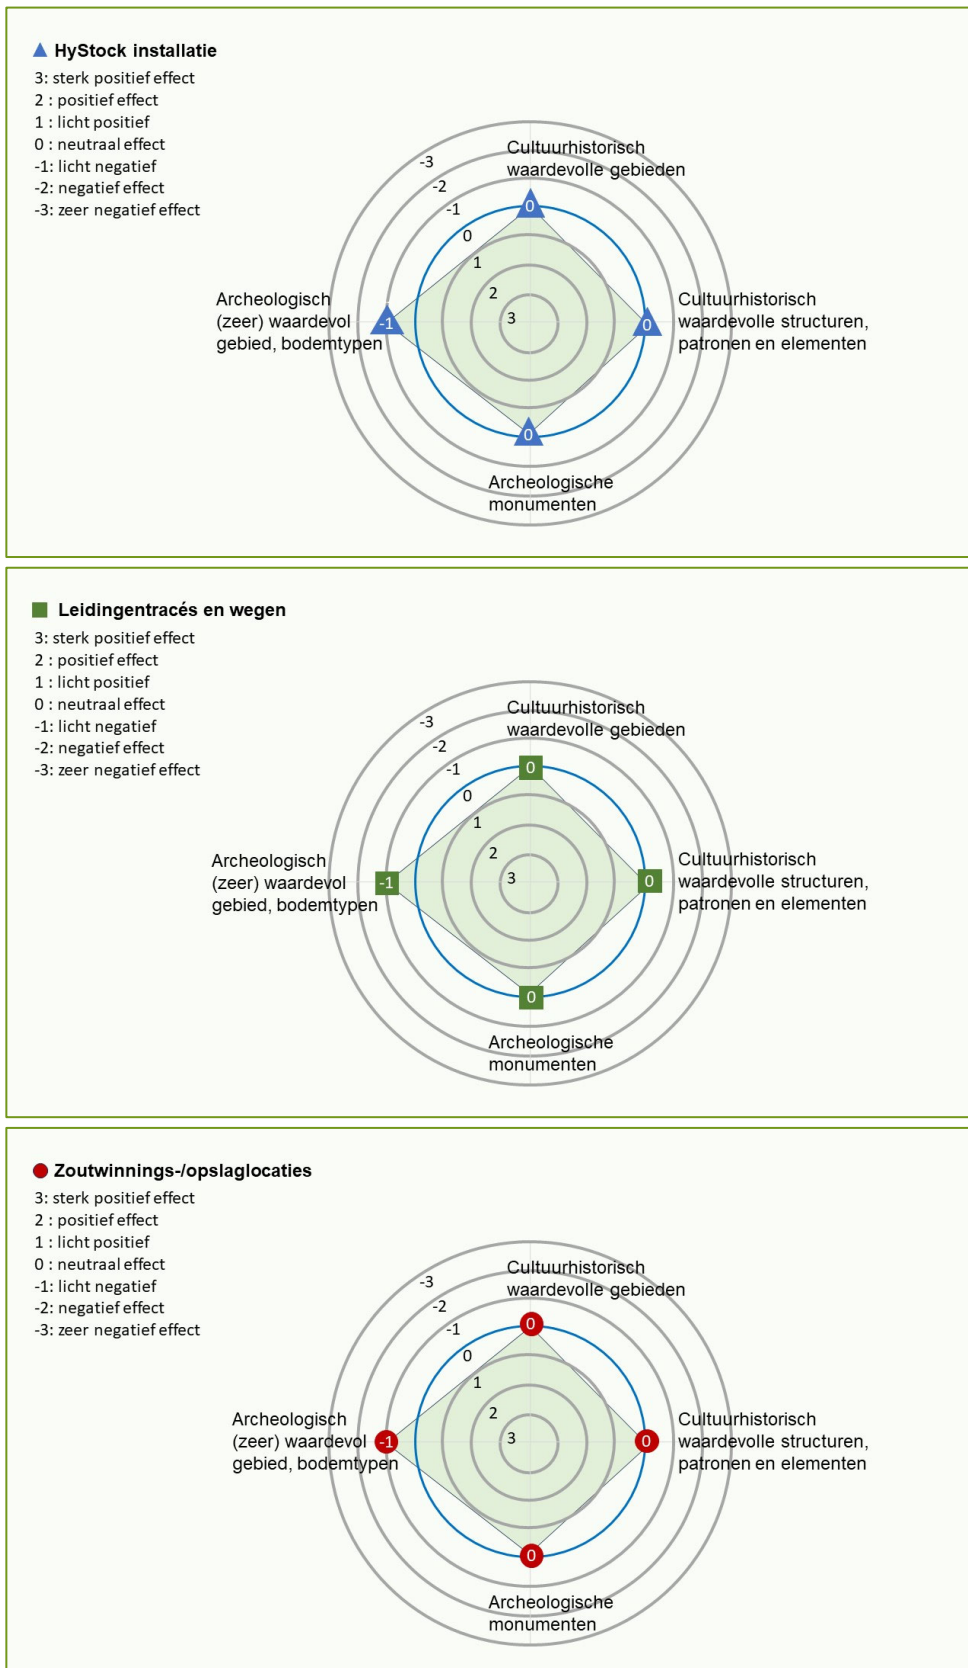 HyStock installatie
3: sterk positief effect
2 : positief effect
1 : licht positief
0 : neutraal effect
-1: licht negatief
-2: negatief effect
-3: zeer negatief effect
Cultuurhistorisch
waardevolle gebieden
-3
-2
-1
0
1
2
3
0
Archeologisch
(zeer) waardevol
gebied, bodemtypen
-1
0
Cultuurhistorisch
waardevolle structuren,
patronen en elementen
0
Archeologische
monumenten
Leidingentracés en wegen
3: sterk positief effect
2 : positief effect
1 : licht positief
0 : neutraal effect
-1: licht negatief
-2: negatief effect
-3: zeer negatief effect
Cultuurhistorisch
waardevolle gebieden
-3
-2
-1
0
1
2
3
0
Archeologisch
(zeer) waardevol
gebied, bodemtypen
-1
0
Cultuurhistorisch
waardevolle structuren,
patronen en elementen
0
Archeologische
monumenten
Zoutwinnings-/opslaglocaties
3: sterk positief effect
2 : positief effect
1 : licht positief
0 : neutraal effect
-1: licht negatief
-2: negatief effect
-3: zeer negatief effect
Cultuurhistorisch
waardevolle gebieden
-3
-2
-1
0
1
2
3
0
Archeologisch
(zeer) waardevol
gebied, bodemtypen
-1
0
Cultuurhistorisch
waardevolle structuren,
patronen en elementen
0
Archeologische
monumenten